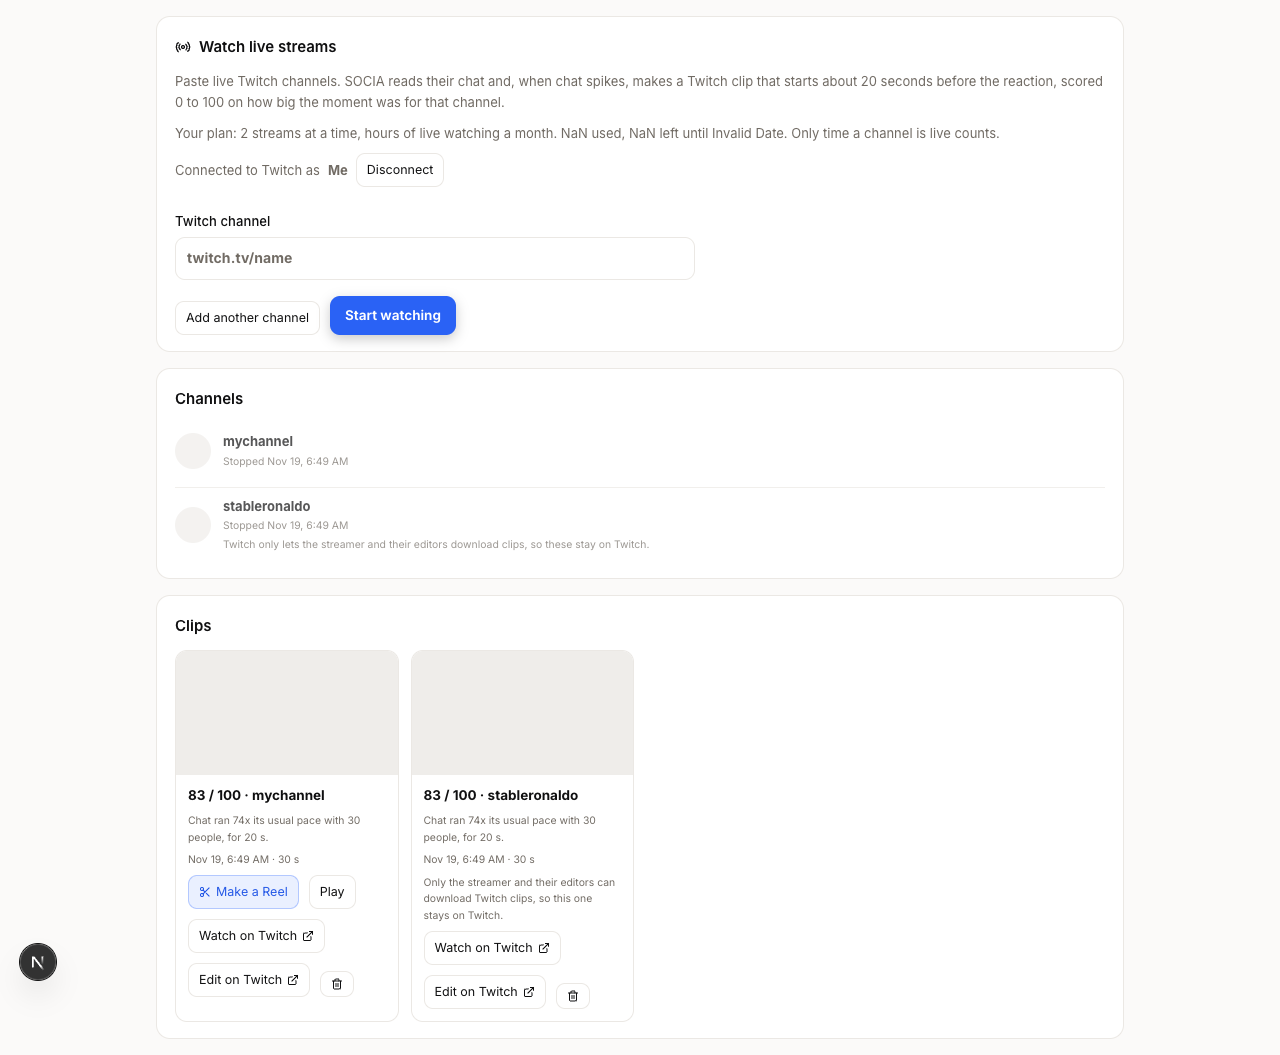 Watch live streams
Paste live Twitch channels. SOCIA reads their chat and, when chat spikes, makes a Twitch clip that starts about 20 seconds before the reaction, scored
0 to 100 on how big the moment was for that channel.
Your plan: 2 streams at a time, hours of live watching a month. NaN used, NaN left until Invalid Date. Only time a channel is live counts.
Connected to Twitch as Me Disconnect
Twitch channel
twitch.tv/name
Add another channel Start watching
Channels
mychannel
Stopped Nov 19, 6:49 AM
stableronaldo
Stopped Nov 19, 6:49 AM
Twitch only lets the streamer and their editors download clips, so these stay on Twitch.
Clips
83 / 100 · mychannel
Chat ran 74x its usual pace with 30
people, for 20 s.
Nov 19, 6:49 AM · 30 s
Make a Reel Play
Watch on Twitch
Edit on Twitch
83 / 100 · stableronaldo
Chat ran 74x its usual pace with 30
people, for 20 s.
Nov 19, 6:49 AM · 30 s
Only the streamer and their editors can
download Twitch clips, so this one
stays on Twitch.
Watch on Twitch
Edit on Twitch
N